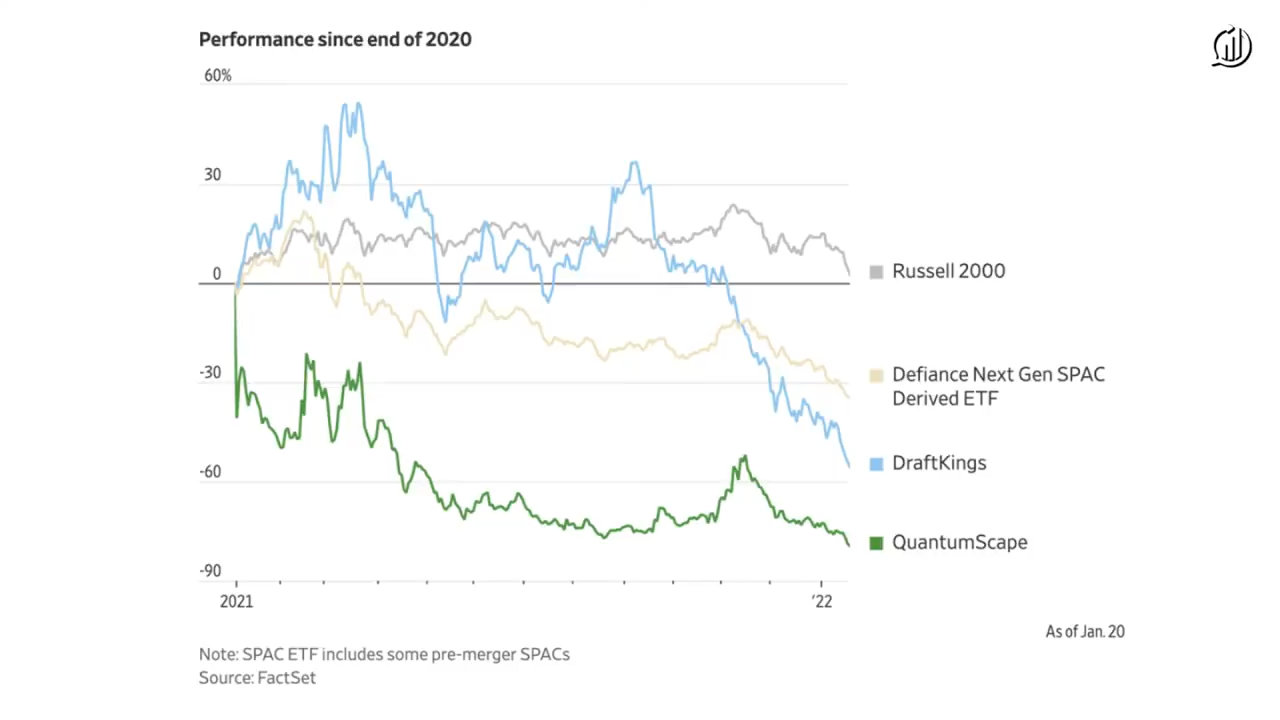 Performance since end of 2020
60%
30
0
-30
-60
-90
2021
'22
Russell 2000
Defiance Next Gen SPAC
Derived ETF
DraftKings
QuantumScape
As of Jan. 20
Note: SPAC ETF includes some pre-merger SPACs
Source: FactSet